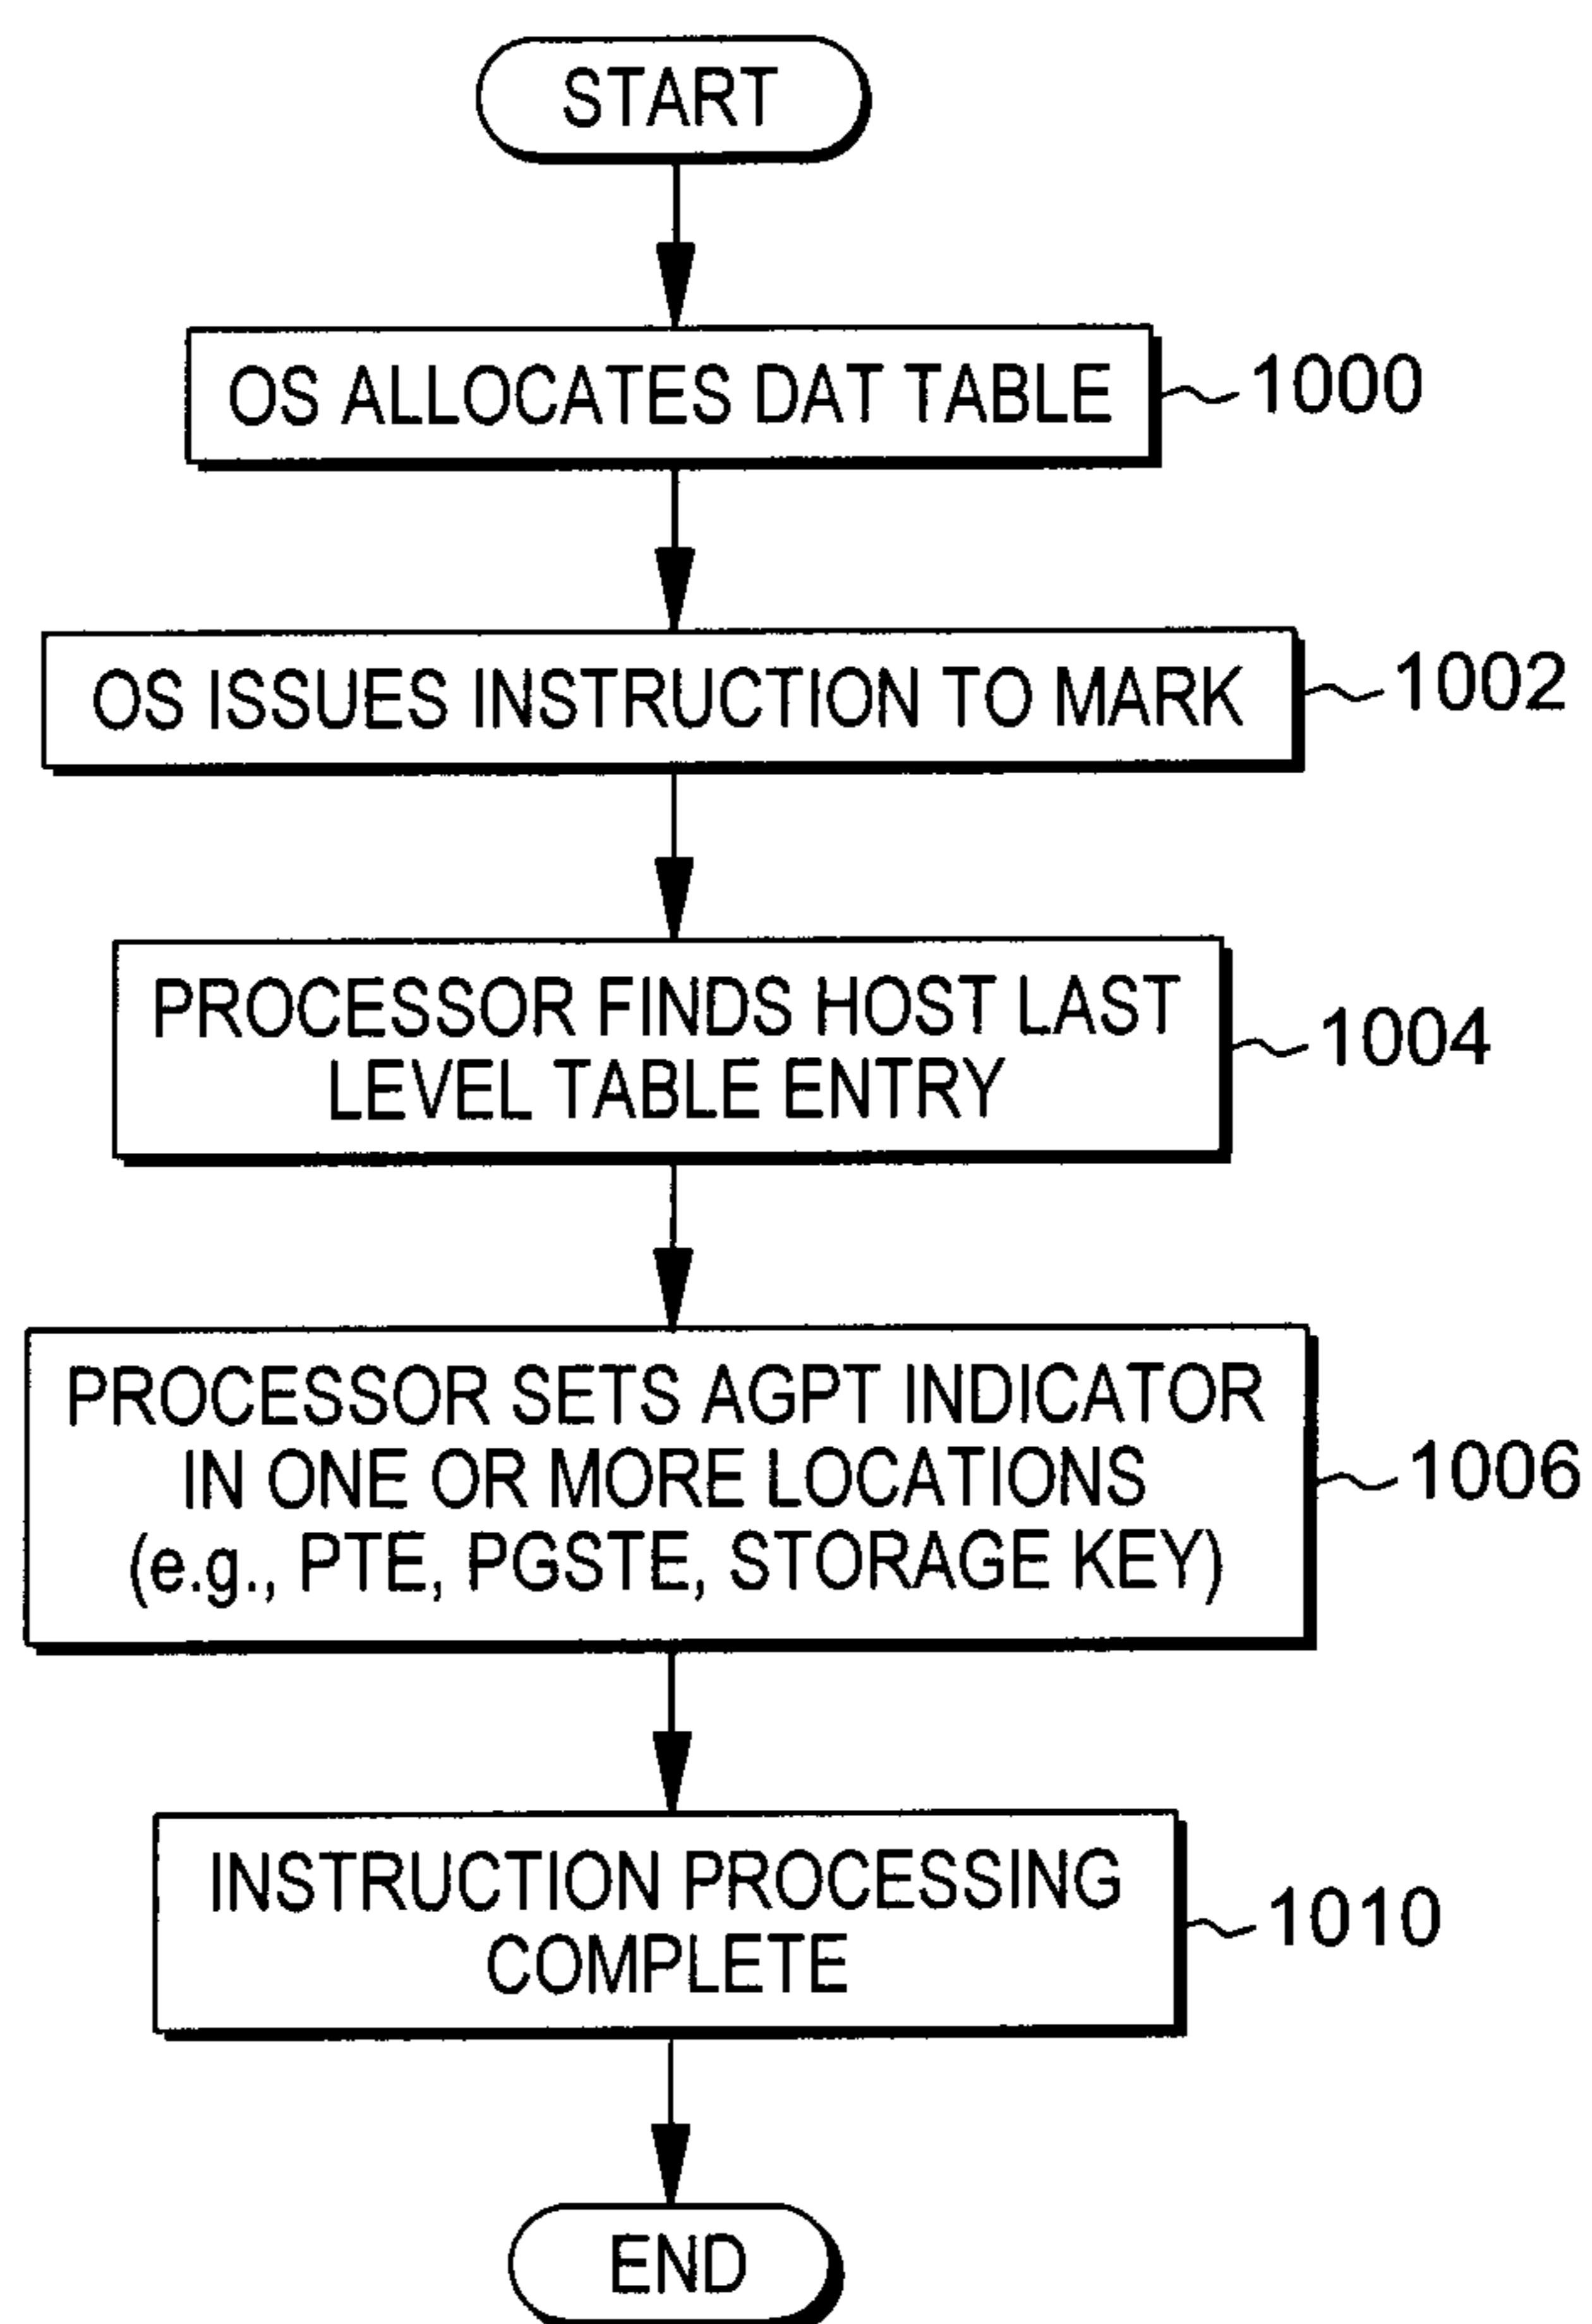 START
OS ALLOCATES DAT TABLE
1000
OS ISSUES INSTRUCTION TO MARK
1002
PROCESSOR FINDS HOST LAST
LEVEL TABLE ENTRY
1004
PROCESSOR SETS AGPT INDICATOR
IN ONE OR MORE LOCATIONS
(e.g., PTE, PGSTE, STORAGE KEY)
1006
INSTRUCTION PROCESSING
COMPLETE
1010
END